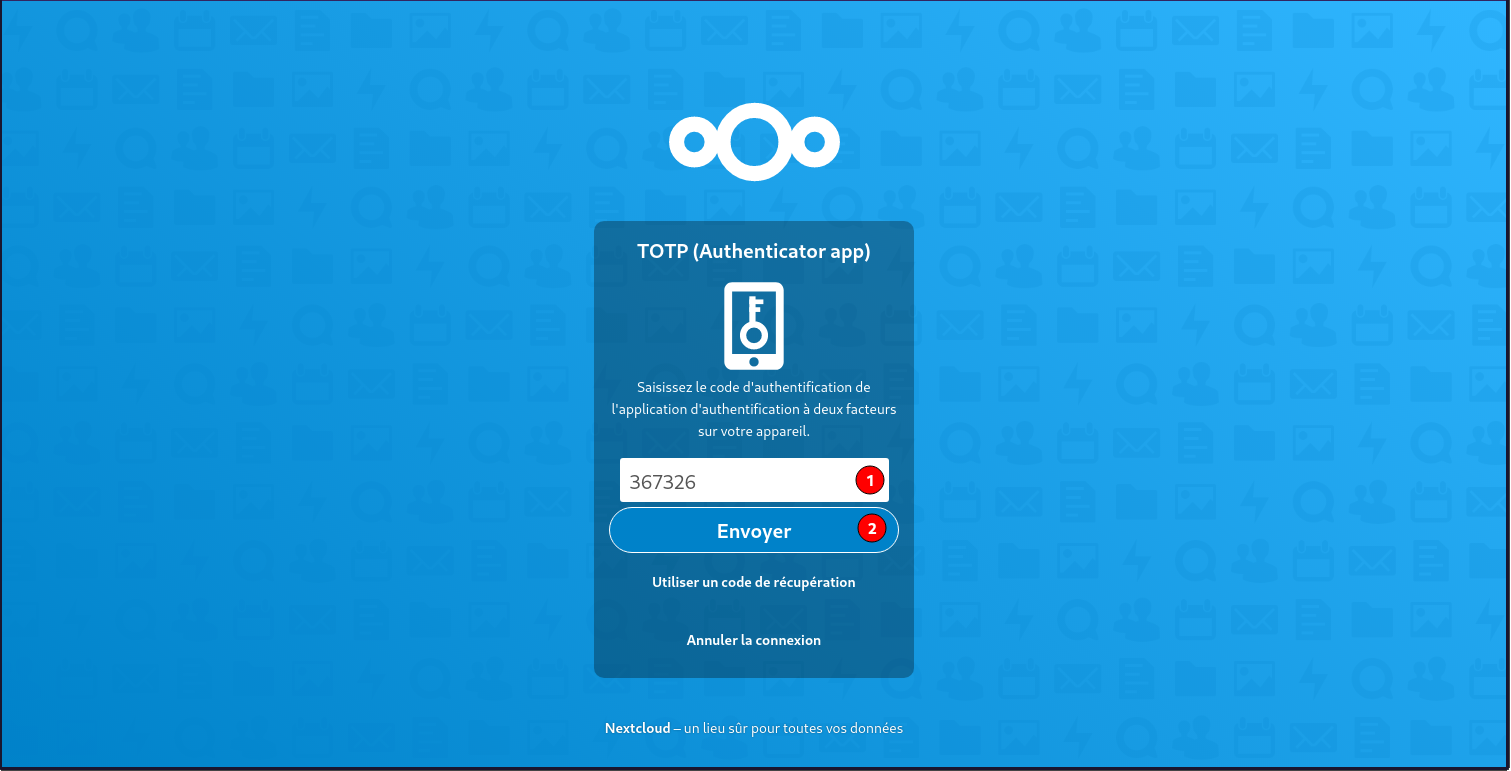 TOTP (Authenticator app)
Saisissez le code d'authentification de
l'application d'authentification à deux facteurs
sur votre appareil.
367326 1
Envoyer 2
Utiliser un code de récupération
Annuler la connexion
Nextcloud – un lieu sûr pour toutes vos données